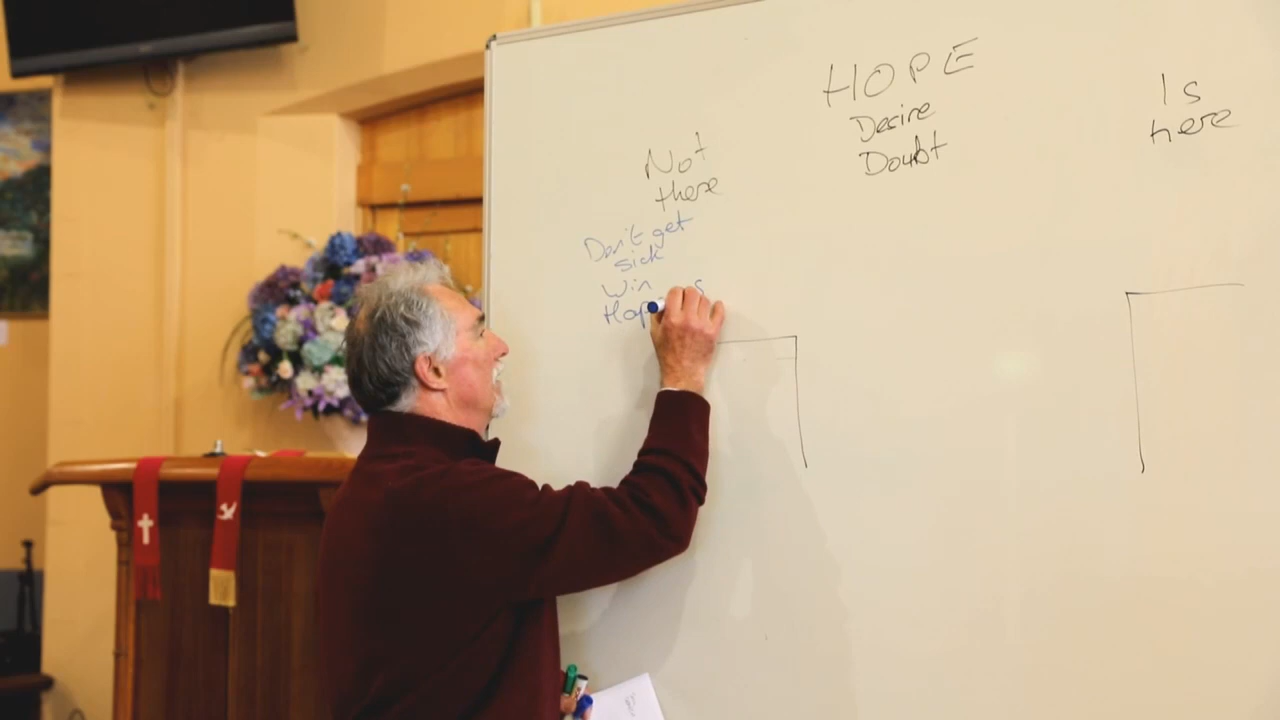 HOPE
Desire
Doubt
Is
here
Not
there
Don't get
sick
Win